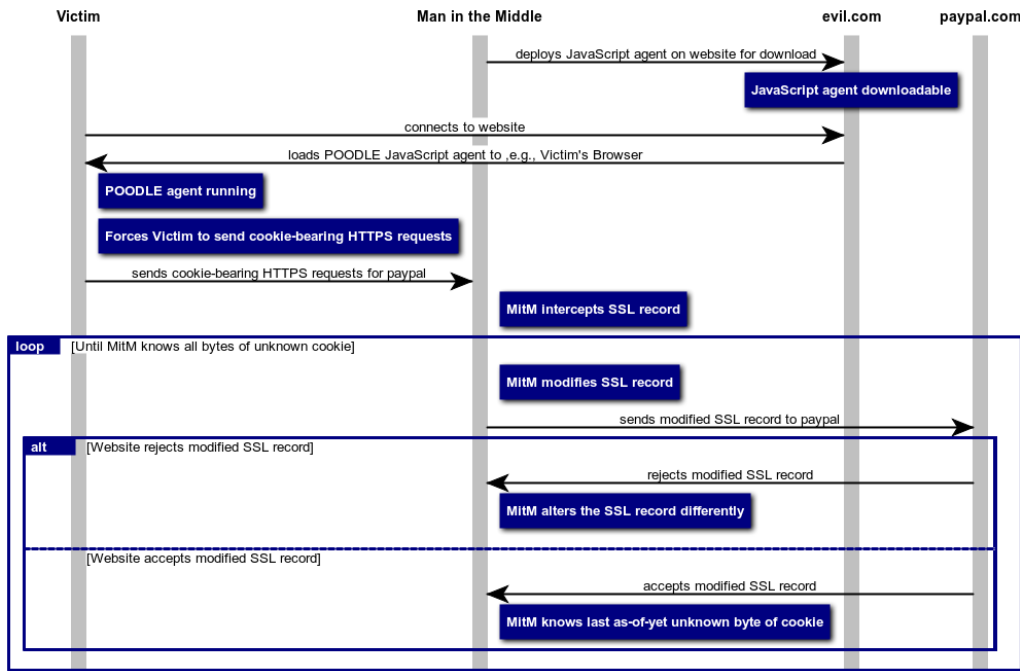 Victim Man in the Middle evil.com paypal.com
deploys JavaScript agent on website for download
JavaScript agent downloadable
connects to website
loads POODLE JavaScript agent to ,e.g., Victim's Browser
POODLE agent running
Forces Victim to send cookie-bearing HTTPS requests
sends cookie-bearing HTTPS requests for paypal
MitM intercepts SSL record
loop [Until MitM knows all bytes of unknown cookie]
MitM modifies SSL record
sends modified SSL record to paypal
alt [Website rejects modified SSL record]
rejects modified SSL record
MitM alters the SSL record differently
[Website accepts modified SSL record]
accepts modified SSL record
MitM knows last as-of-yet unknown byte of cookie